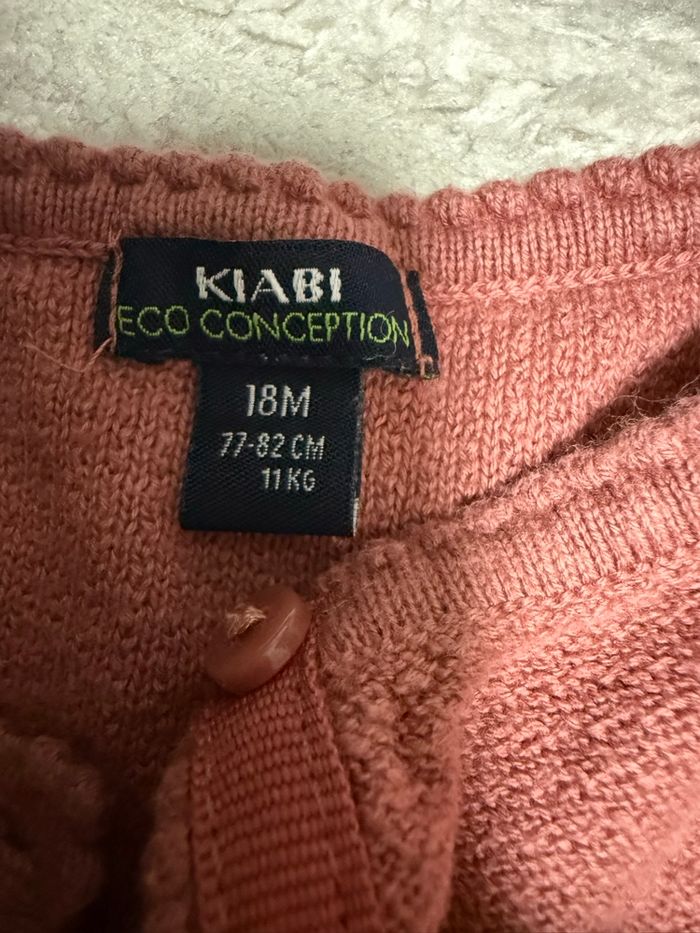 KIABI
ECO CONCEPTION
18M
77-82 CM
11 KG